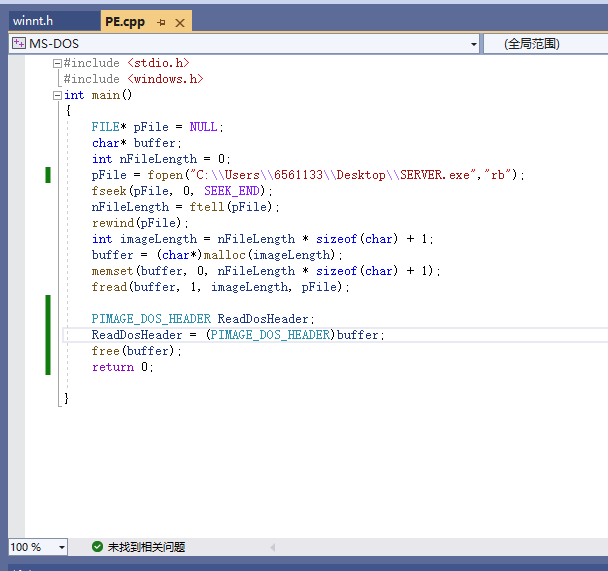 winnt.h
PE.cpp
MS-DOS
(全局范围)
#include <stdio.h>
#include <windows.h>
int main()
{
FILE* pFile = NULL;
char* buffer;
int nFileLength = 0;
pFile = fopen("C:\\Users\\6561133\\Desktop\\SERVER.exe","rb");
fseek(pFile, 0, SEEK_END);
nFileLength = ftell(pFile);
rewind(pFile);
int imageLength = nFileLength * sizeof(char) + 1;
buffer = (char*)malloc(imageLength);
memset(buffer, 0, nFileLength * sizeof(char) + 1);
fread(buffer, 1, imageLength, pFile);
PIMAGE_DOS_HEADER ReadDosHeader;
ReadDosHeader = (PIMAGE_DOS_HEADER)buffer;
free(buffer);
return 0;
}
100 %
未找到相关问题